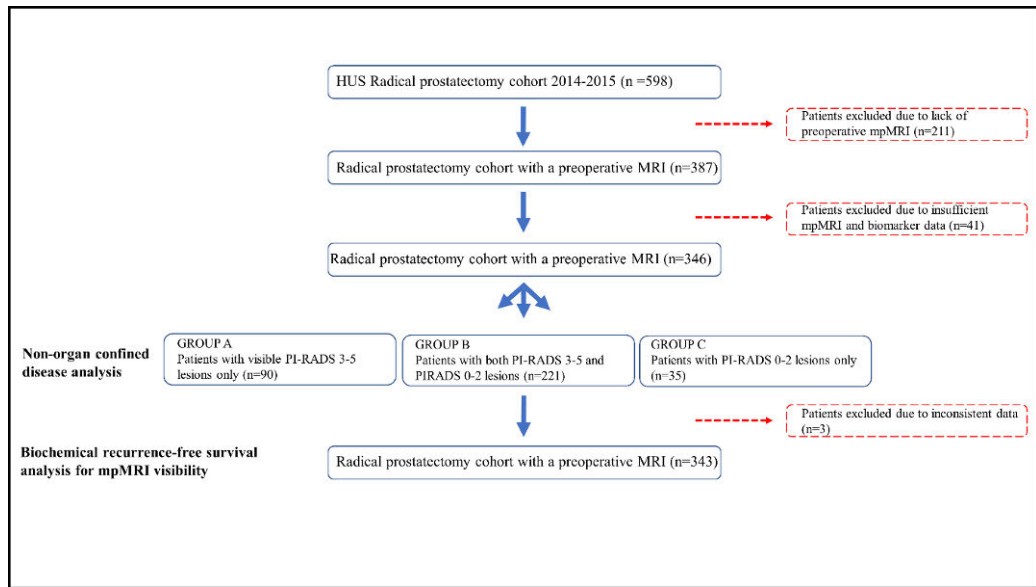 HUS Radical prostatectomy cohort 2014-2015 (n =598)
Patients excluded due to lack of
preoperative mpMRI (n=211)
Radical prostatectomy cohort with a preoperative MRI (n=387)
Patients excluded due to insufficient
mpMRI and biomarker data (n=41)
Radical prostatectomy cohort with a preoperative MRI (n=346)
Non-organ confined
disease analysis
GROUP A
Patients with visible PI-RADS 3-5
lesions only (n=90)
GROUP B
Patients with both PI-RADS 3-5 and
PIRADS 0-2 lesions (n=221)
GROUP C
Patients with PI-RADS 0-2 lesions only
(n=35)
Patients excluded due to inconsistent data
(n=3)
Biochemical recurrence-free survival
analysis for mpMRI visibility
Radical prostatectomy cohort with a preoperative MRI (n=343)